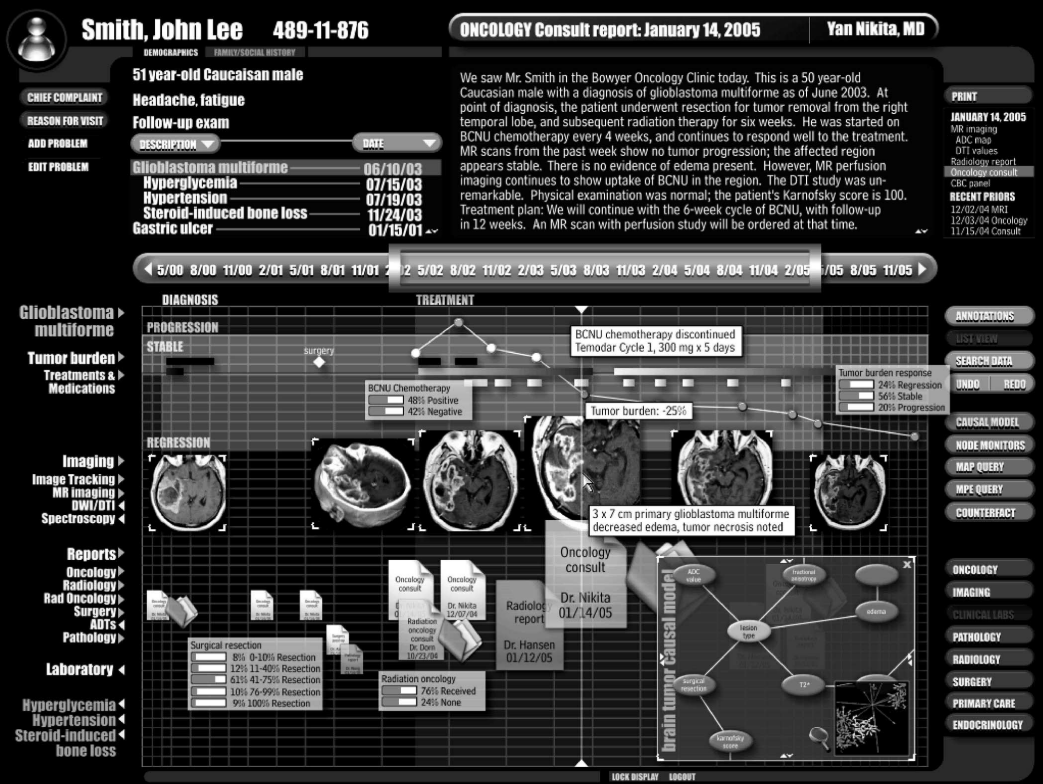 Smith, John Lee 489-11-876
ONCOLOGY Consult report: January 14, 2005 Yan Nikita, MD
DEMOGRAPHICS FAMILY/SOCIAL HISTORY
51 year-old Caucaisan male
Headache, fatigue
Follow-up exam
CHIEF COMPLAINT
REASON FOR VISIT
ADD PROBLEM
EDIT PROBLEM
DESCRIPTION DATE
Glioblastoma multiforme 06/10/03
Hyperglycemia 07/15/03
Hypertension 07/19/03
Steroid-induced bone loss 11/24/03
Gastric ulcer 01/15/01
We saw Mr. Smith in the Bowyer Oncology Clinic today. This is a 50 year-old
Caucasian male with a diagnosis of glioblastoma multiforme as of June 2003. At
point of diagnosis, the patient underwent resection for tumor removal from the right
temporal lobe, and subsequent radiation therapy for six weeks. He was started on
BCNU chemotherapy every 4 weeks, and continues to respond well to the treatment.
MR scans from the past week show no tumor progression; the affected region
appears stable. There is no evidence of edema present. However, MR perfusion
imaging continues to show uptake of BCNU in the region. The DTI study was un-
remarkable. Physical examination was normal; the patient's Karnofsky score is 100.
Treatment plan: We will continue with the 6-week cycle of BCNU, with follow-up
in 12 weeks. An MR scan with perfusion study will be ordered at that time.
PRINT
JANUARY 14, 2005
MR imaging
ADC map
DTI values
Radiology report
Oncology consult
CBC panel
RECENT PRIORS
12/02/04 MRI
12/03/04 Oncology
11/15/04 Consult
5/00 8/00 11/00 2/01 5/01 8/01 11/01 2/02 5/02 8/02 11/02 2/03 5/03 8/03 11/03 2/04 5/04 8/04 11/04 2/05 5/05 8/05 11/05
DIAGNOSIS TREATMENT
Glioblastoma
multiforme
PROGRESSION
STABLE
surgery
Tumor burden
Treatments &
Medications
BCNU chemotherapy discontinued
Temodar Cycle 1, 300 mg x 5 days
BCNU Chemotherapy
48% Positive
42% Negative
Tumor burden response
24% Regression
56% Stable
20% Progression
Tumor burden: -25%
REGRESSION
Imaging
Image Tracking
MR imaging
DWI/DTI
Spectroscopy
3 x 7 cm primary glioblastoma multiforme
decreased edema, tumor necrosis noted
ANNOTATIONS
LIST VIEW
SEARCH DATA
UNDO REDO
CAUSAL MODEL
NODE MONITORS
MAP QUERY
MPE QUERY
COUNTERFACT
Reports
Oncology
Radiology
Rad Oncology
Surgery
ADTs
Pathology
Laboratory
Hyperglycemia
Hypertension
Steroid-induced
bone loss
Oncology
consult
Dr. Nikita
Oncology
consult
Dr. Nikita
12/07/04
Radiation
oncology
consult
Dr. Dorn
10/23/04
Radiology
report
Dr. Hansen
01/12/05
Oncology
consult
Dr. Nikita
01/14/05
Surgical resection
8% 0-10% Resection
12% 11-40% Resection
61% 41-75% Resection
10% 76-99% Resection
9% 100% Resection
Radiation oncology
76% Received
24% None
brain tumor causal model
x
ADC
value
fractional
anisotropy
edema
lesion
type
surgical
resection
T2*
karnofsky
score
ONCOLOGY
IMAGING
CLINICAL LABS
PATHOLOGY
RADIOLOGY
SURGERY
PRIMARY CARE
ENDOCRINOLOGY
LOCK DISPLAY LOGOUT